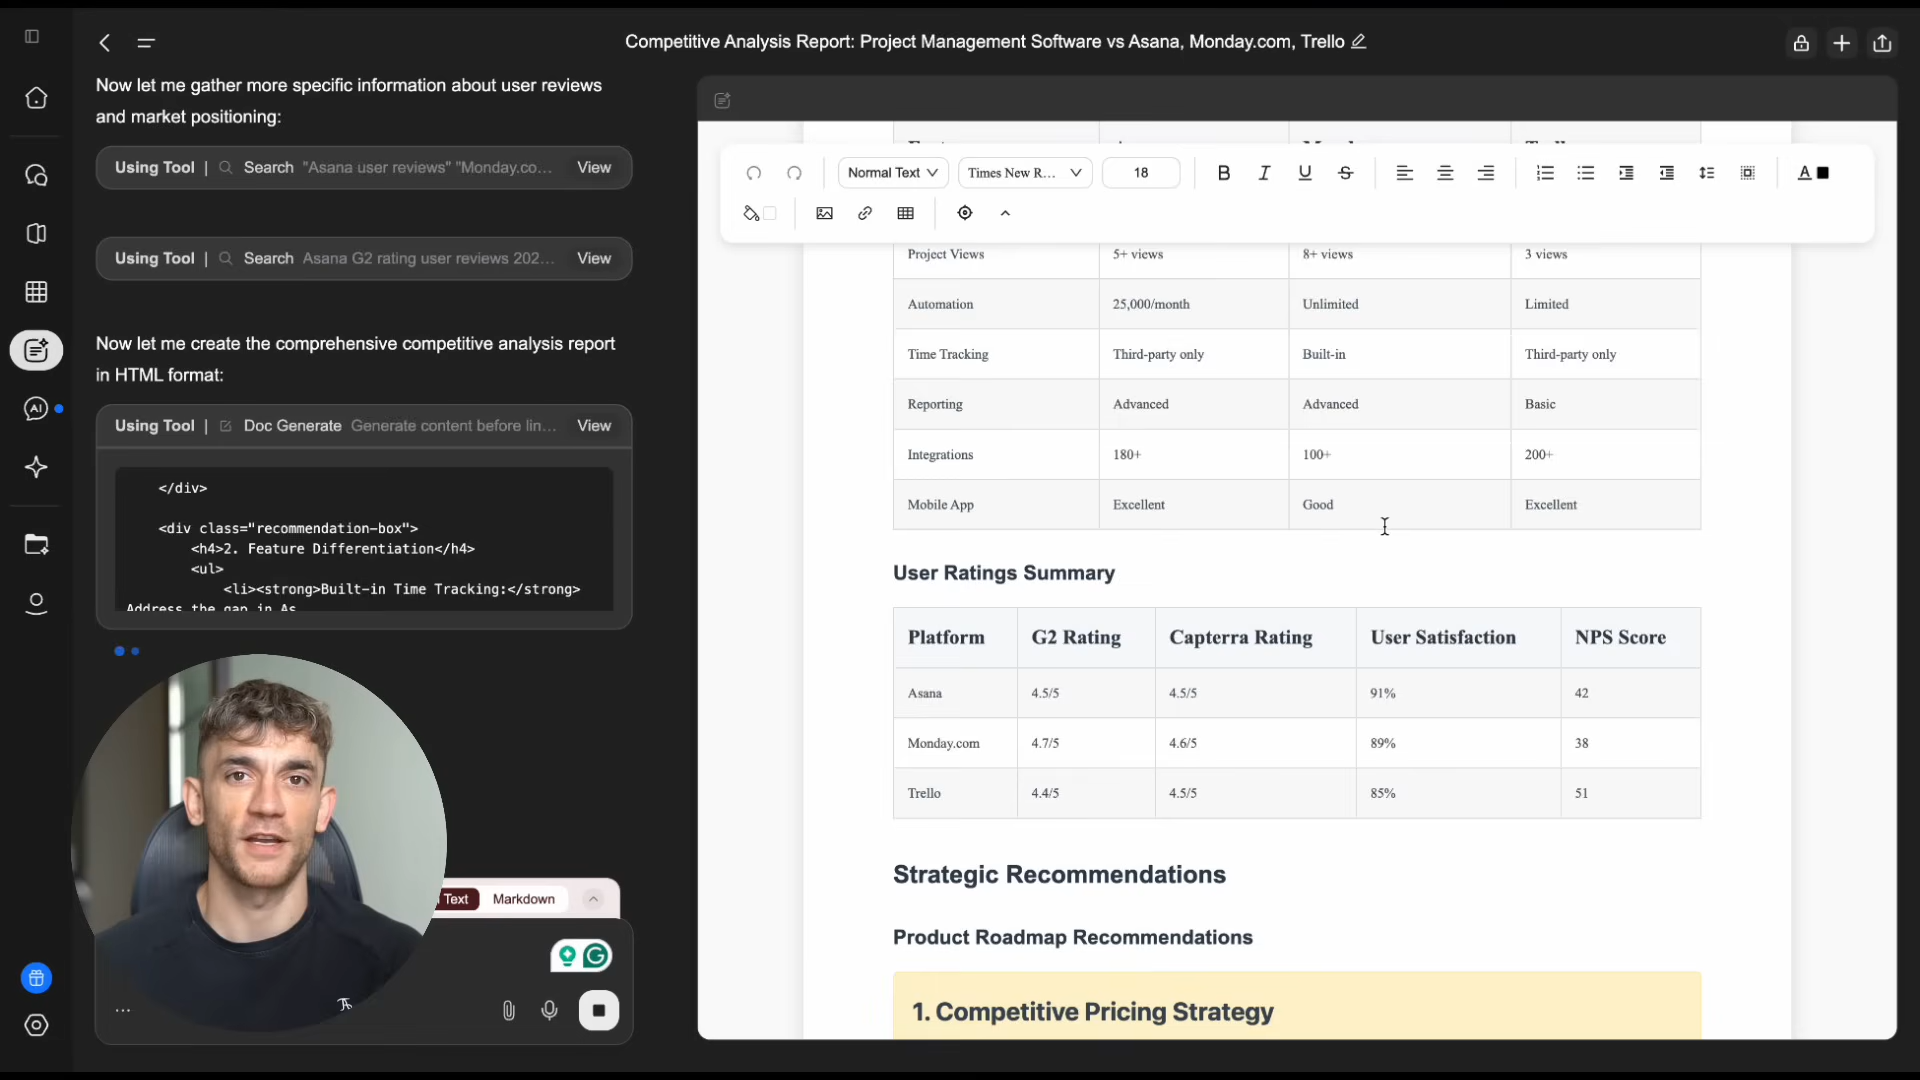 Competitive Analysis Report: Project Management Software vs Asana, Monday.com, Trello
Now let me gather more specific information about user reviews
and market positioning:
Using Tool | Search "Asana user reviews" "Monday.co... View
Using Tool | Search Asana G2 rating user reviews 202... View
Now let me create the comprehensive competitive analysis report
in HTML format:
Using Tool | Doc Generate Generate content before lin... View
</div>
<div class="recommendation-box">
<h4>2. Feature Differentiation</h4>
<ul>
<li><strong>Built-in Time Tracking:</strong>
Address the gap in As
AI
Text Markdown
Normal Text Times New R... 18
Project Views 5+ views 8+ views 3 views
Automation 25,000/month Unlimited Limited
Time Tracking Third-party only Built-in Third-party only
Reporting Advanced Advanced Basic
Integrations 180+ 100+ 200+
Mobile App Excellent Good Excellent
User Ratings Summary
Platform G2 Rating Capterra Rating User Satisfaction NPS Score
Asana 4.5/5 4.5/5 91% 42
Monday.com 4.7/5 4.6/5 89% 38
Trello 4.4/5 4.5/5 85% 51
Strategic Recommendations
Product Roadmap Recommendations
1. Competitive Pricing Strategy